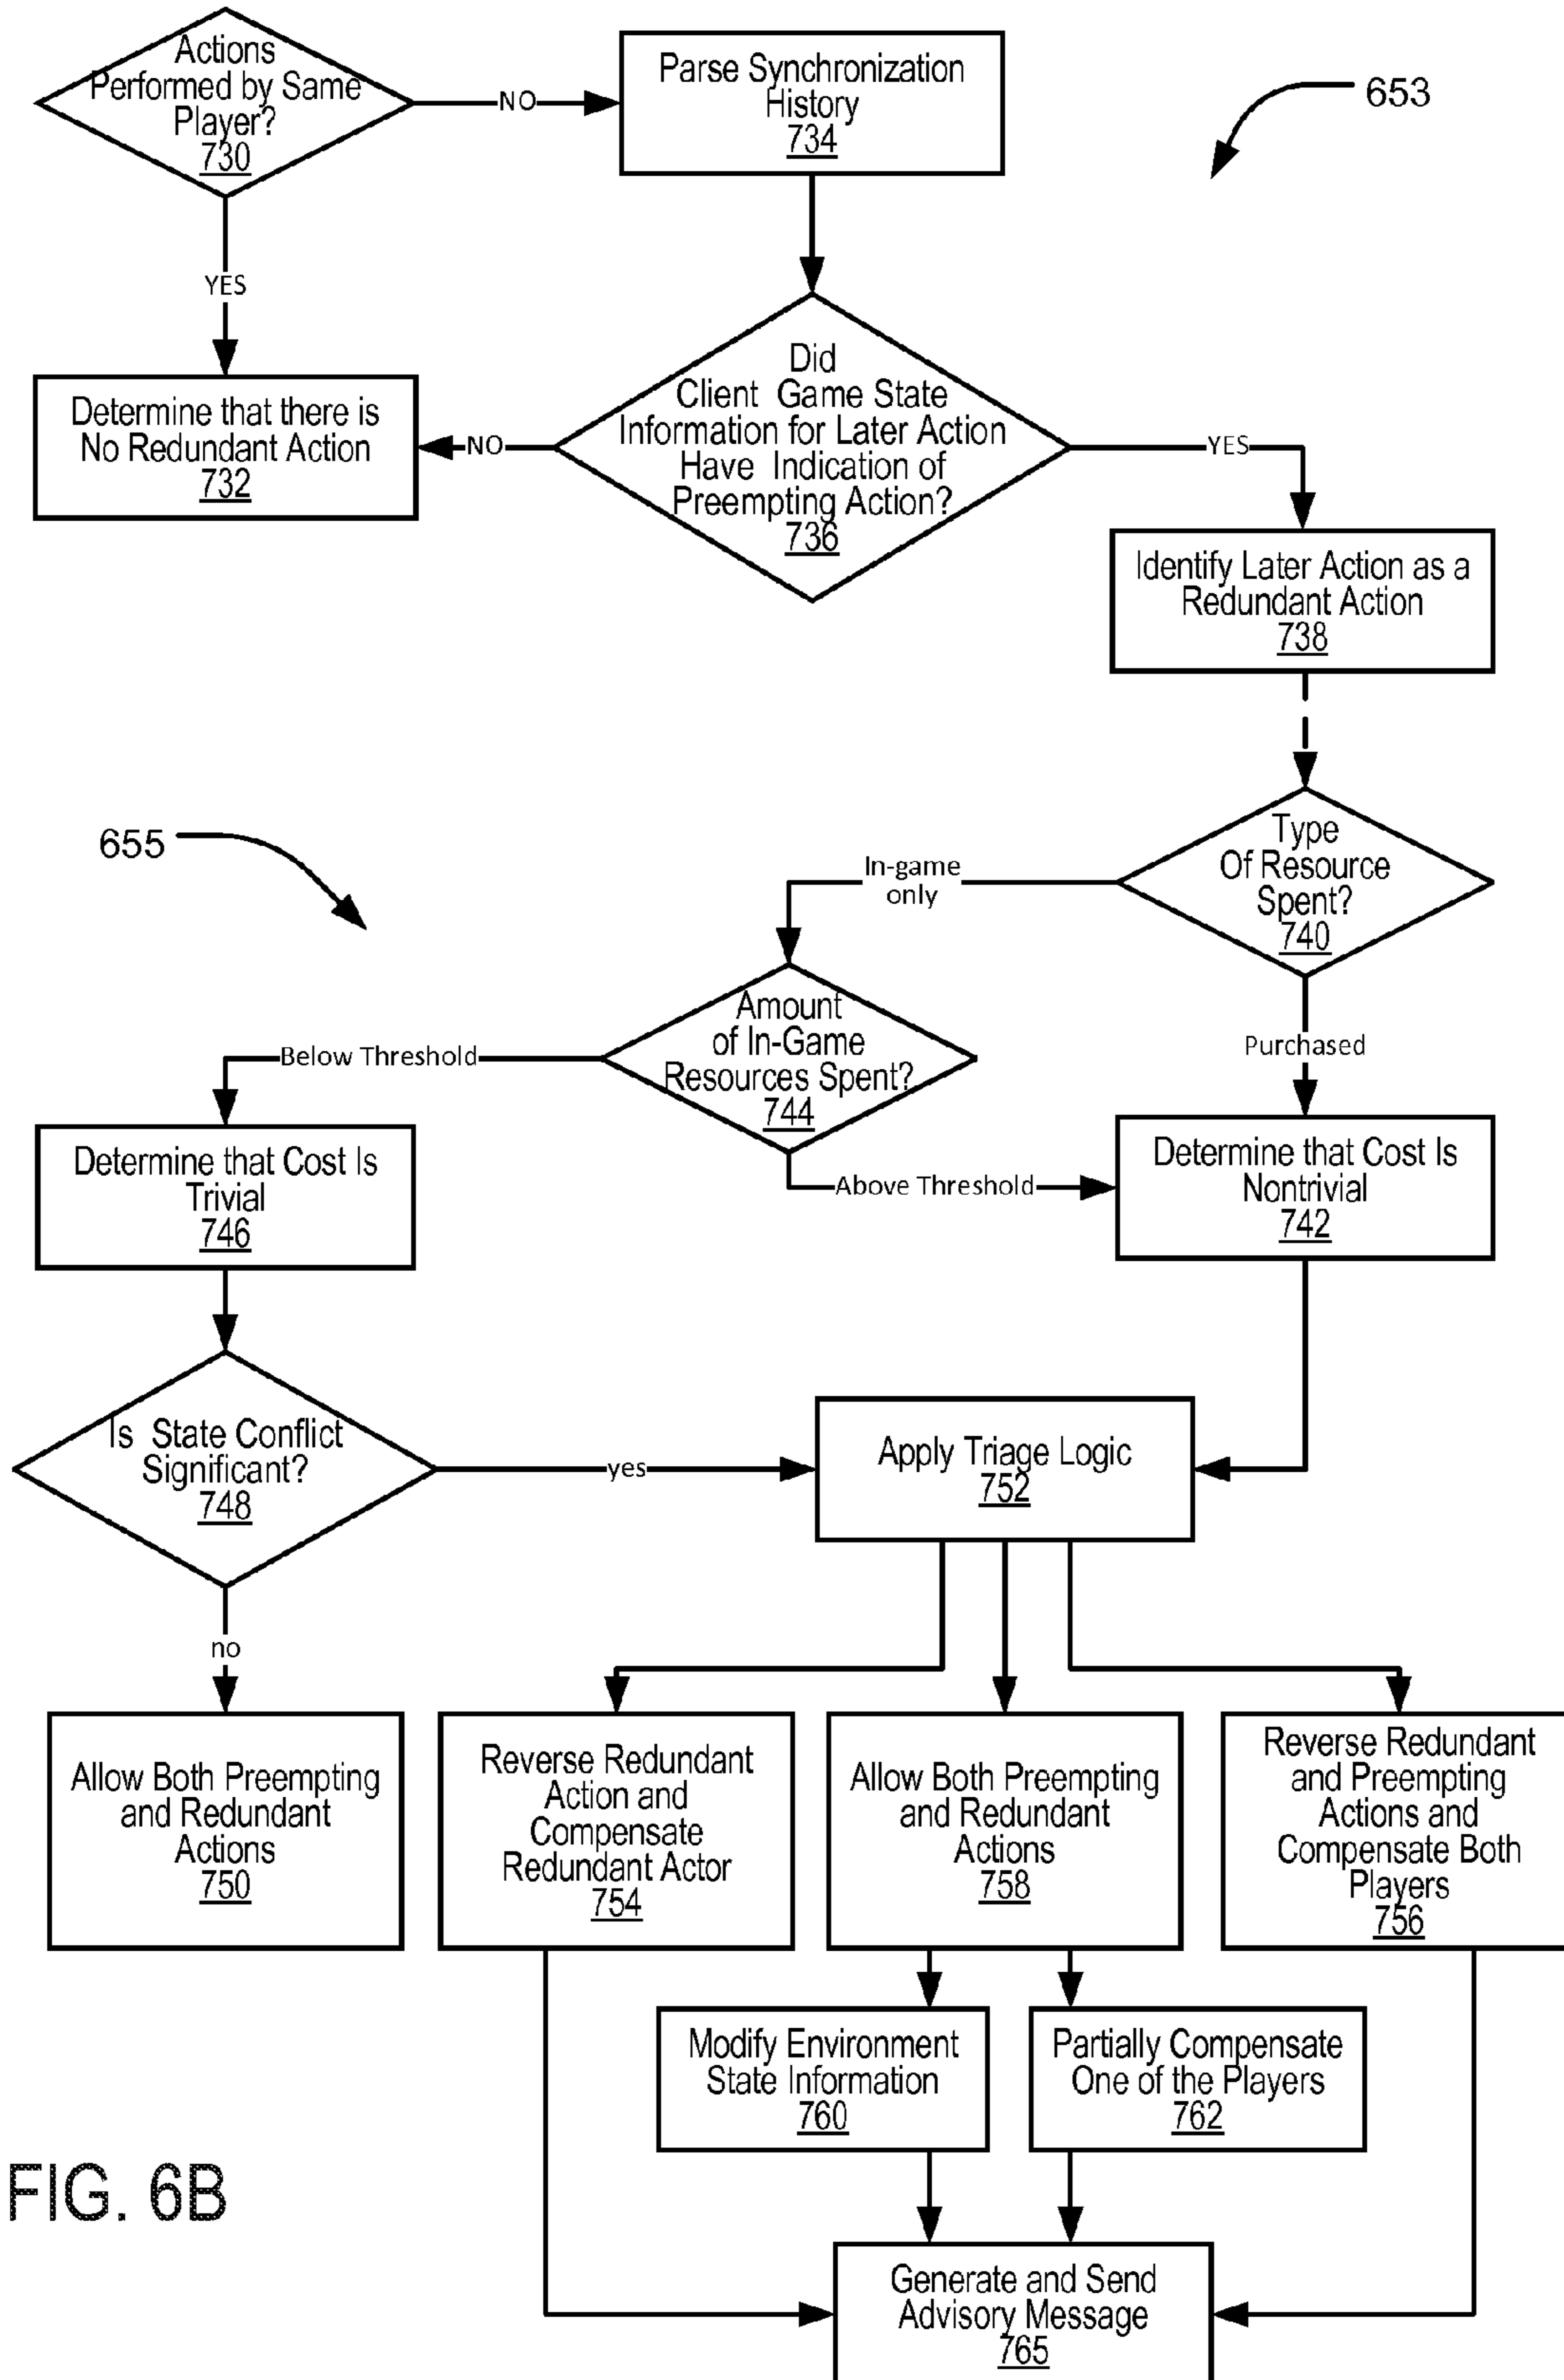 Actions
Performed by Same
Player?
730
NO
Parse Synchronization
History
734
653
YES
Determine that there is
No Redundant Action
732
NO
Did
Client Game State
Information for Later Action
Have Indication of
Preempting Action?
736
YES
Identify Later Action as a
Redundant Action
738
655
Type
Of Resource
Spent?
740
In-game
only
Amount
of In-Game
Resources Spent?
744
Purchased
Below Threshold
Above Threshold
Determine that Cost Is
Trivial
746
Determine that Cost Is
Nontrivial
742
Is State Conflict
Significant?
748
yes
Apply Triage Logic
752
no
Allow Both Preempting
and Redundant
Actions
750
Reverse Redundant
Action and
Compensate
Redundant Actor
754
Allow Both Preempting
and Redundant
Actions
758
Reverse Redundant
and Preempting
Actions and
Compensate Both
Players
756
Modify Environment
State Information
760
Partially Compensate
One of the Players
762
FIG. 6B
Generate and Send
Advisory Message
765